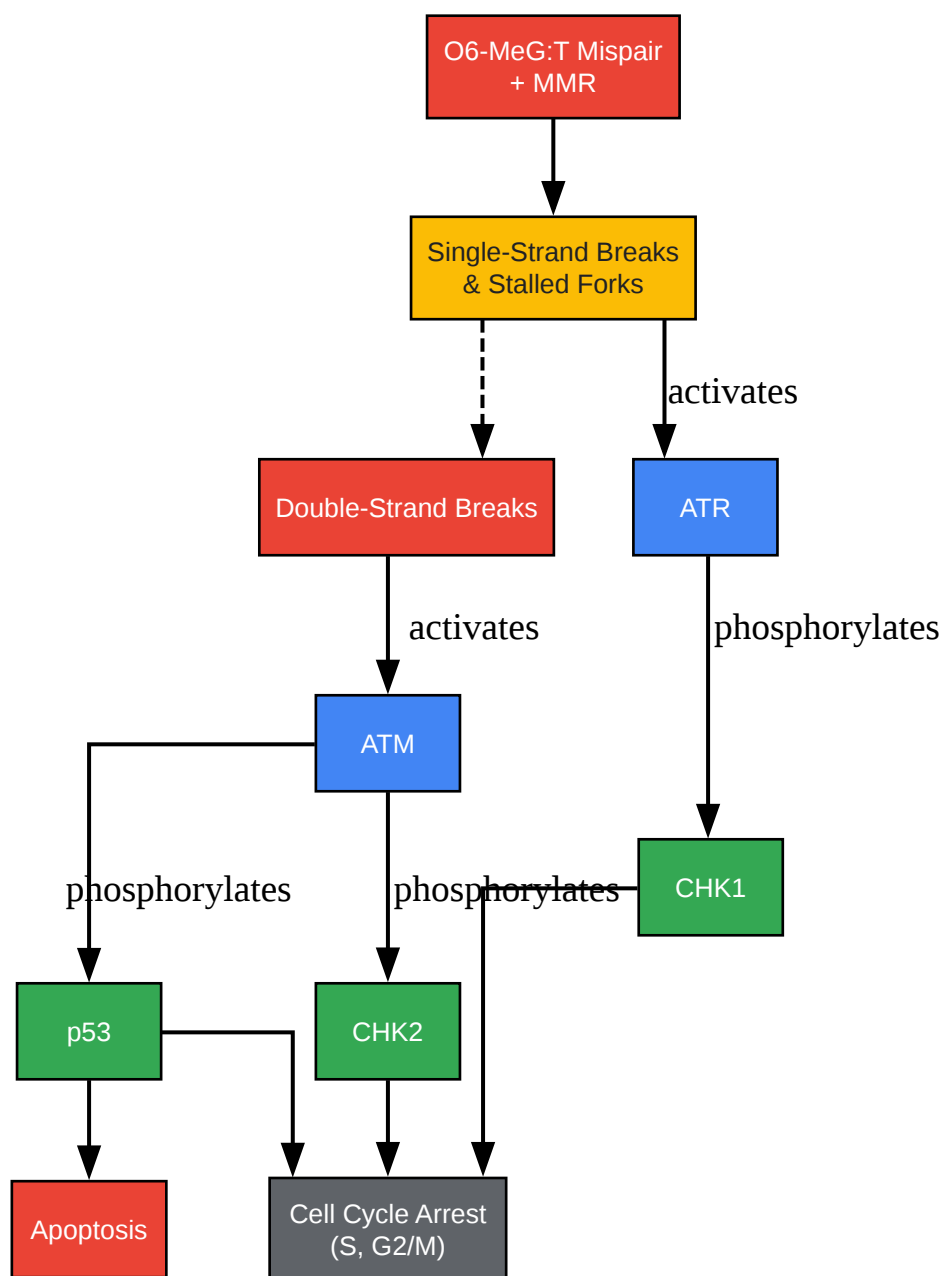 O6-MeG:T Mispair
+ MMR
Single-Strand Breaks
& Stalled Forks
activates
Double-Strand Breaks
ATR
activates
phosphorylates
ATM
phosphorylates
phosphorylates
CHK1
p53
CHK2
Apoptosis
Cell Cycle Arrest
(S, G2/M)